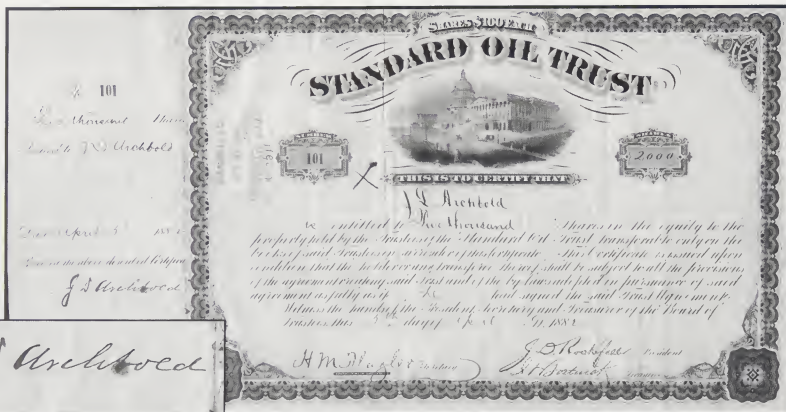 101
thousand
J D Archbold
April
J D Archbold
Archbold
SHARES $100 EACH
STANDARD OIL TRUST
NUMBER
101
SHARES
2000
THIS IS TO CERTIFY THAT
J D Archbold
is entitled to Two thousand shares in the equity to the
property held by the Trustees of the Standard Oil Trust transferable only on the
books of said Trustees on surrender of this certificate. This certificate is issued upon
condition that the holder or any transferee thereof shall be subject to all the provisions
of the agreement creating said Trust and of the by laws adopted in pursuance of said
agreement as fully as if he had signed the said Trust Agreement.
Witness the hands of the President, Secretary and Treasurer of the Board of
Trustees this 5th day of April 1882
H M Flagler Secretary
J D Rockefeller President